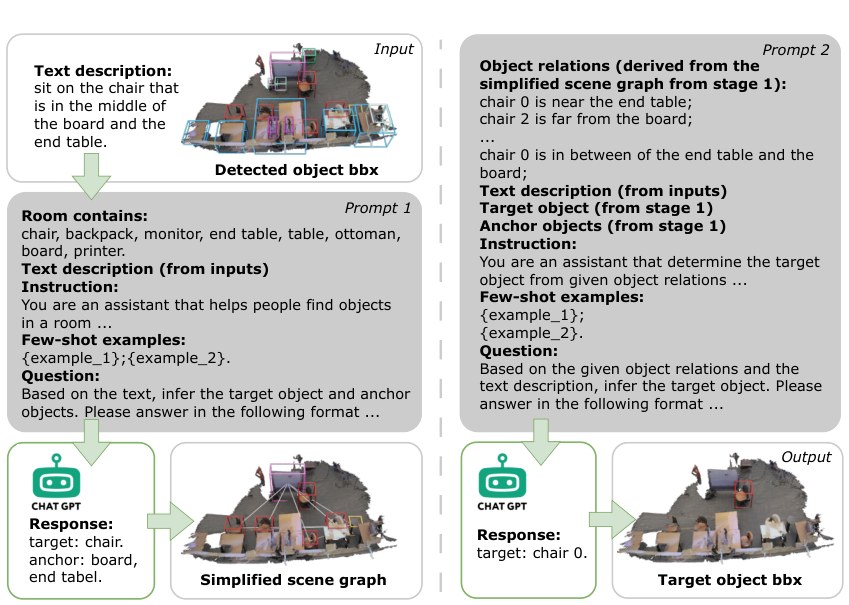 Input
Text description:
sit on the chair that
is in the middle of
the board and the
end table.
Detected object bbx
Prompt 1
Room contains:
chair, backpack, monitor, end table, table, ottoman,
board, printer.
Text description (from inputs)
Instruction:
You are an assistant that helps people find objects
in a room ...
Few-shot examples:
{example_1};{example_2}.
Question:
Based on the text, infer the target object and anchor
objects. Please answer in the following format ...
CHAT GPT
Response:
target: chair.
anchor: board,
end tabel.
Simplified scene graph
Prompt 2
Object relations (derived from the
simplified scene graph from stage 1):
chair 0 is near the end table;
chair 2 is far from the board;
...
chair 0 is in between of the end table and the
board;
Text description (from inputs)
Target object (from stage 1)
Anchor objects (from stage 1)
Instruction:
You are an assistant that determine the target
object from given object relations ...
Few-shot examples:
{example_1};
{example_2}.
Question:
Based on the given object relations and the
text description, infer the target object. Please
answer in the following format ...
CHAT GPT
Response:
target: chair 0.
Output
Target object bbx